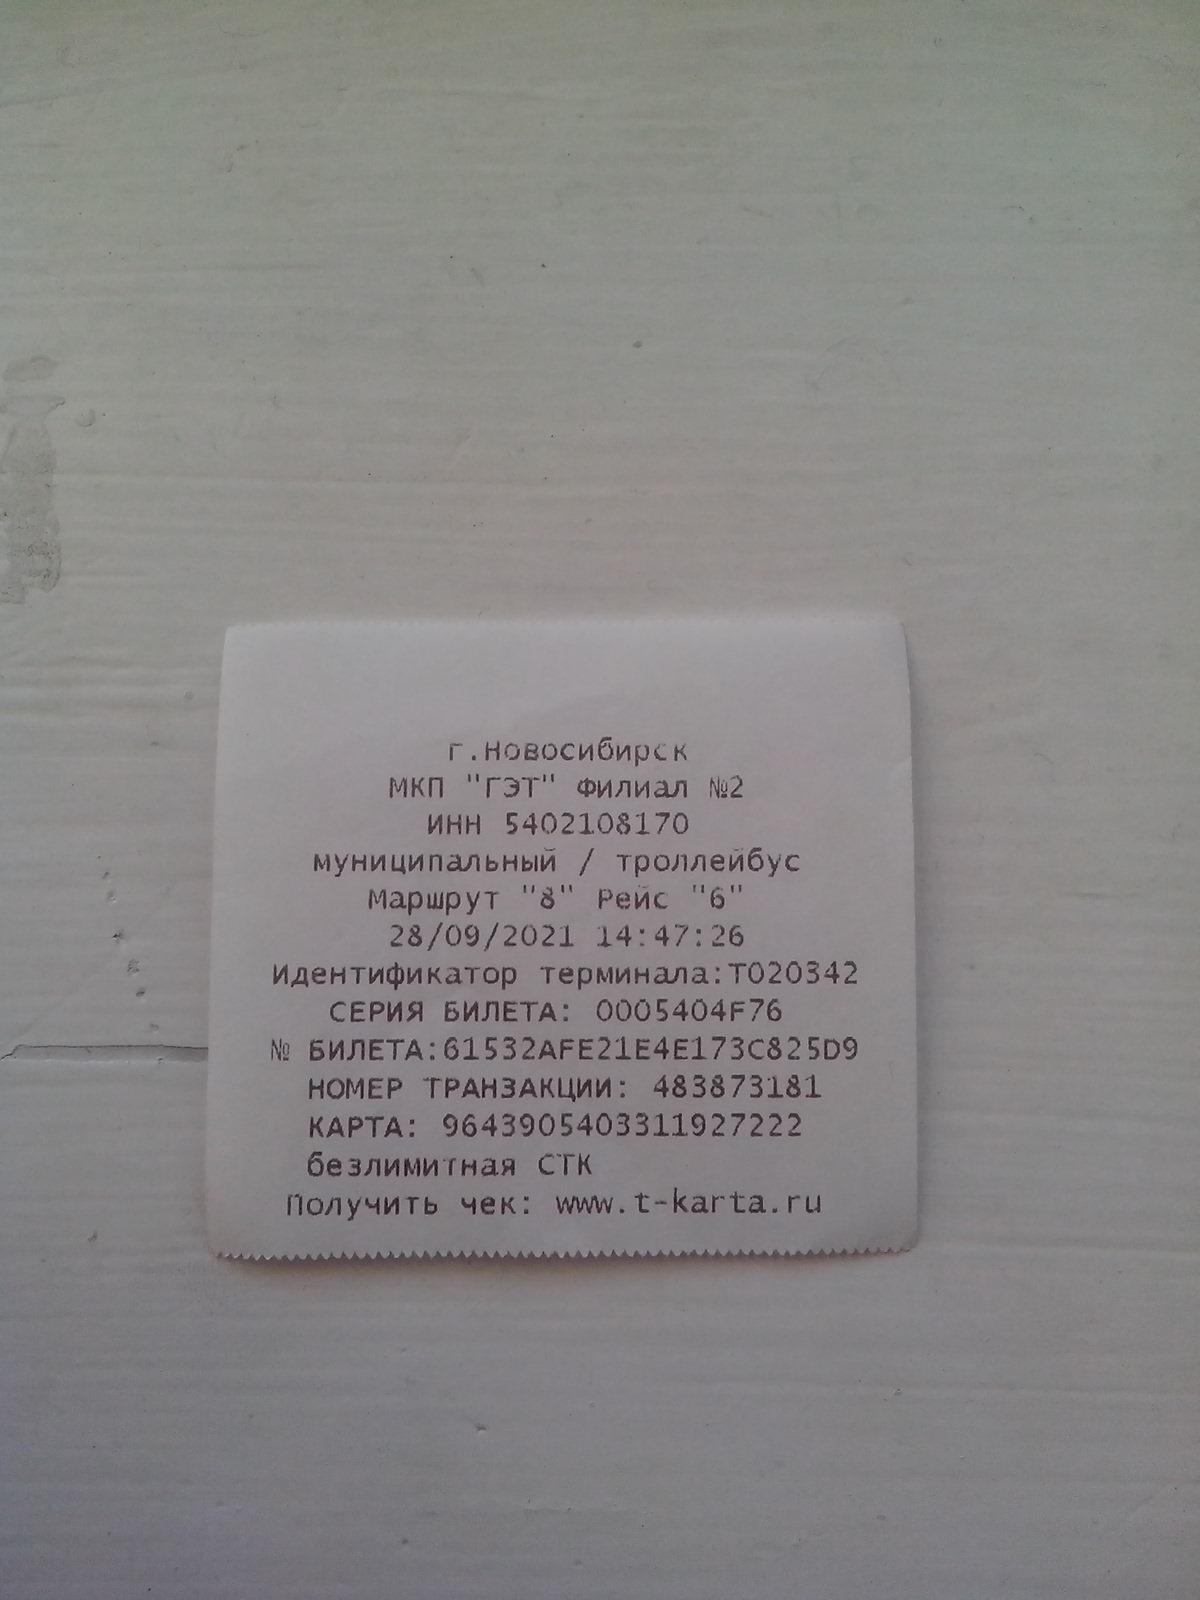 г.Новосибирск
МКП "ГЭТ" Филиал №2
ИНН 5402108170
муниципальный / троллейбус
Маршрут "8" Рейс "6"
28/09/2021 14:47:26
Идентификатор терминала:T020342
СЕРИЯ БИЛЕТА: 0005404F76
№ БИЛЕТА:61532AFE21E4E173C825D9
НОМЕР ТРАНЗАКЦИИ: 483873181
КАРТА: 9643905403311927222
безлимитная СТК
Получить чек: www.t-karta.ru